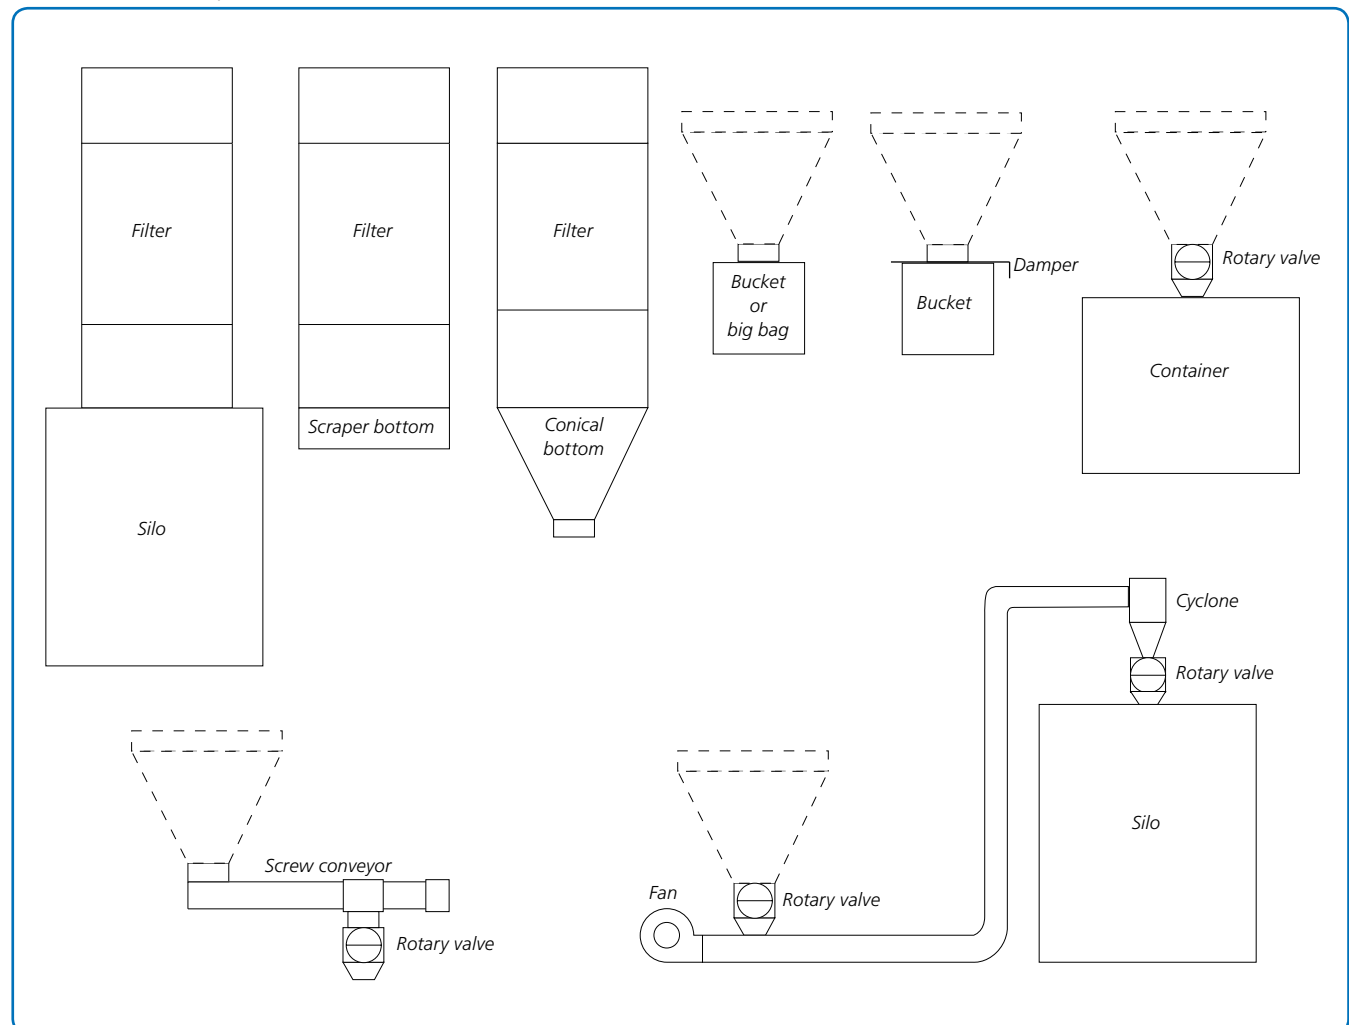 Filter
Filter
Filter
Bucket
or
big bag
Bucket
Damper
Rotary valve
Container
Scraper bottom
Conical
bottom
Silo
Cyclone
Rotary valve
Silo
Screw conveyor
Rotary valve
Fan
Rotary valve